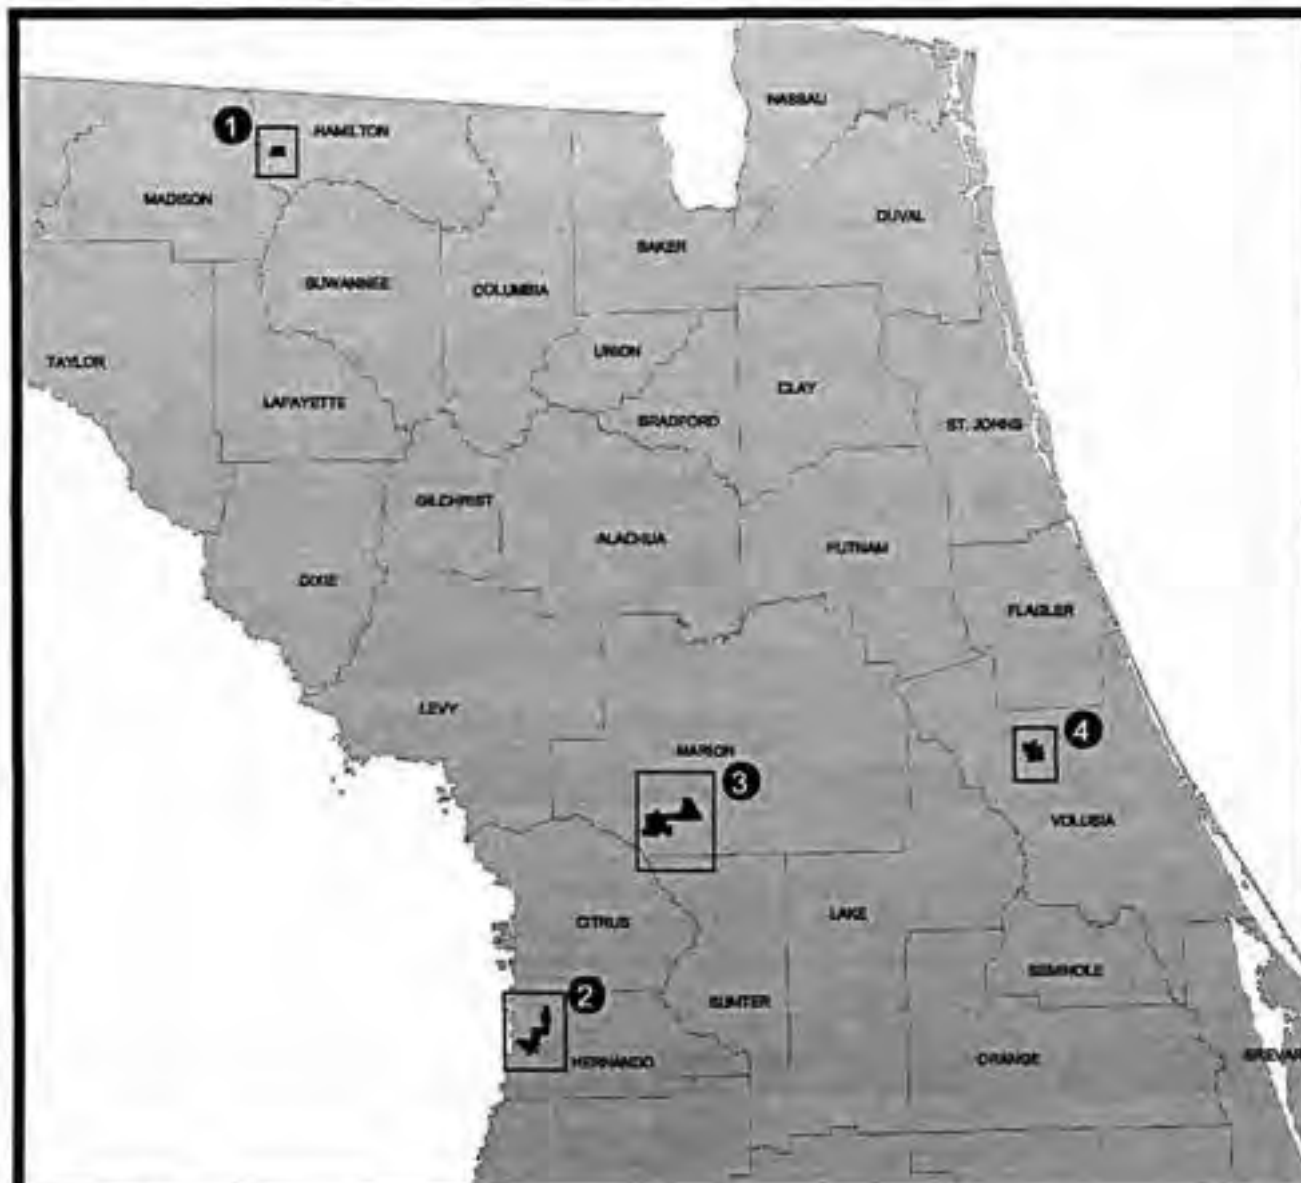 NASSAU
1
HAMILTON
MADISON
DUVAL
BAKER
SUWANNEE
COLUMBIA
UNION
TAYLOR
CLAY
LAFAYETTE
BRADFORD
ST. JOHNS
GILCHRIST
ALACHUA
PUTNAM
DIXIE
FLAGLER
LEVY
4
MARION
3
VOLUSIA
LAKE
CITRUS
SEMINOLE
2
SUMTER
HERNANDO
ORANGE
BREVAR